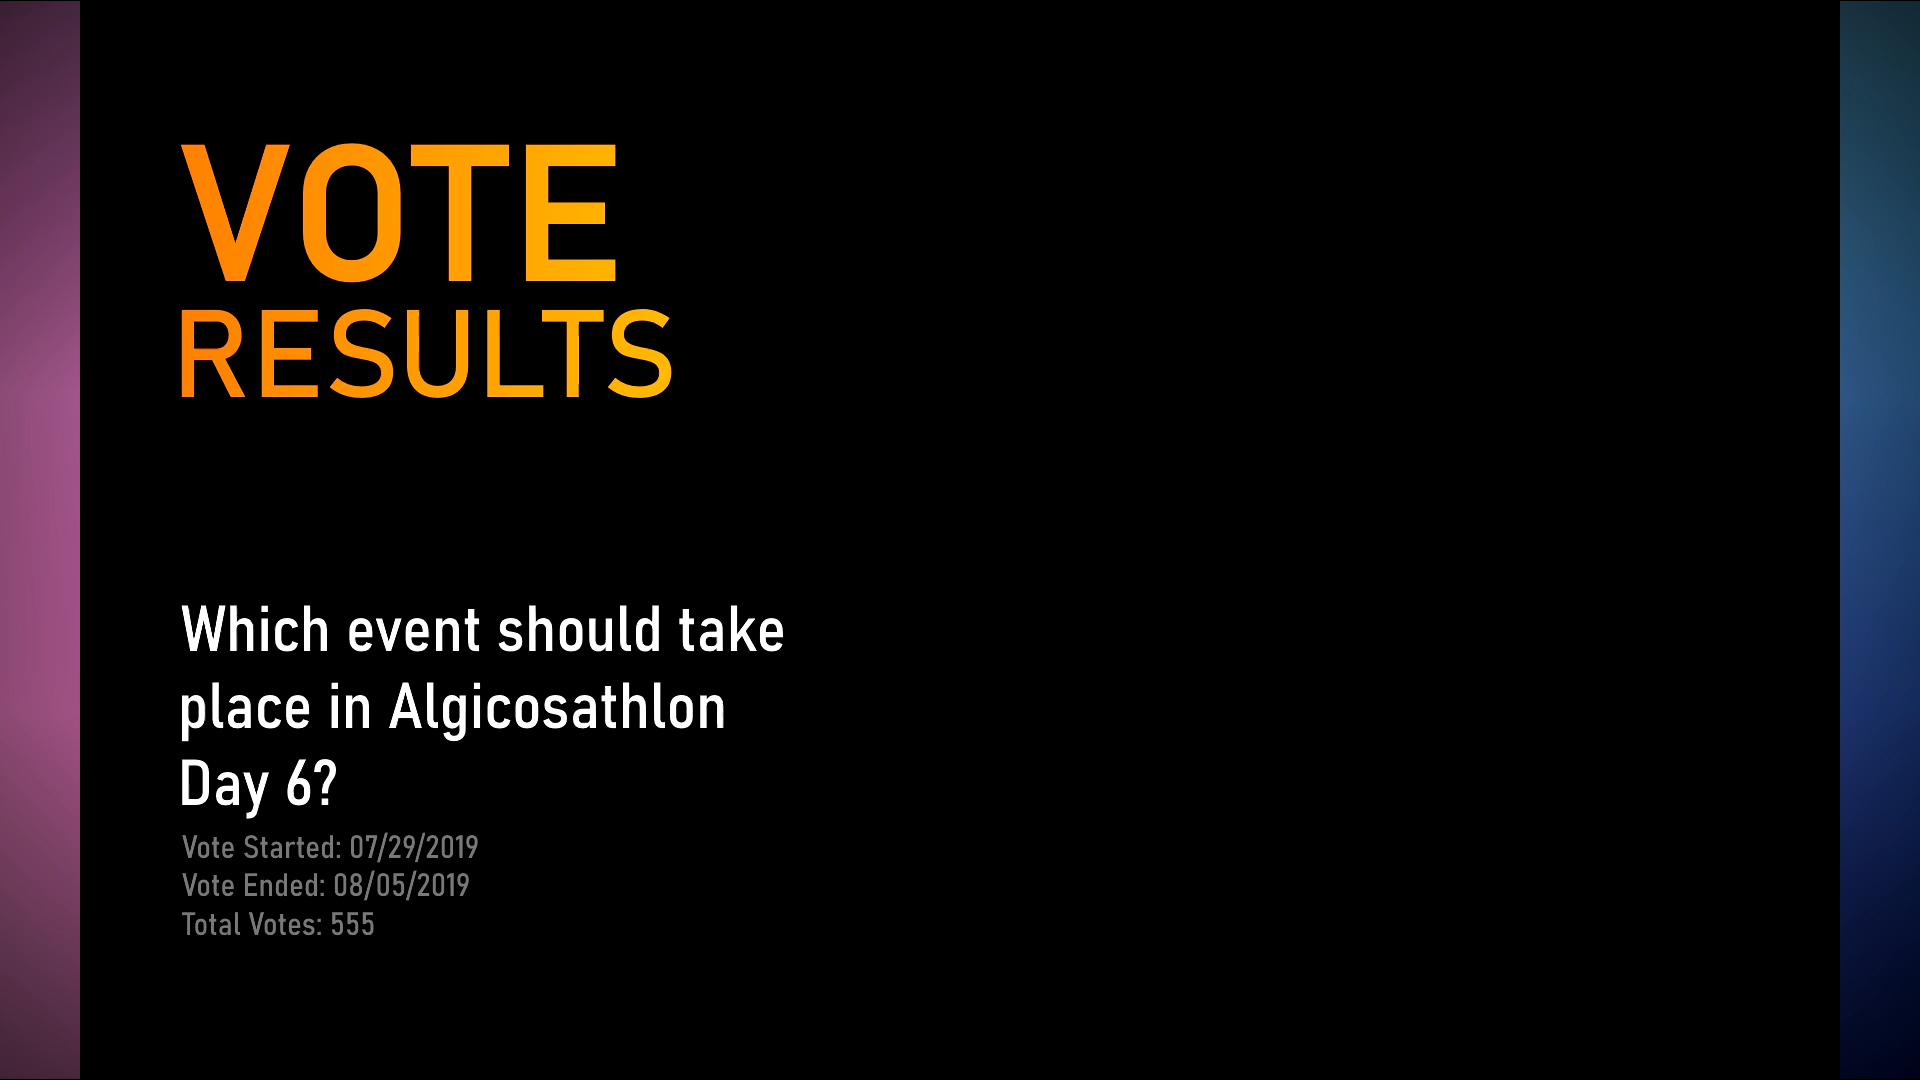 VOTE
RESULTS
Which event should take
place in Algicosathlon
Day 6?
Vote Started: 07/29/2019
Vote Ended: 08/05/2019
Total Votes: 555